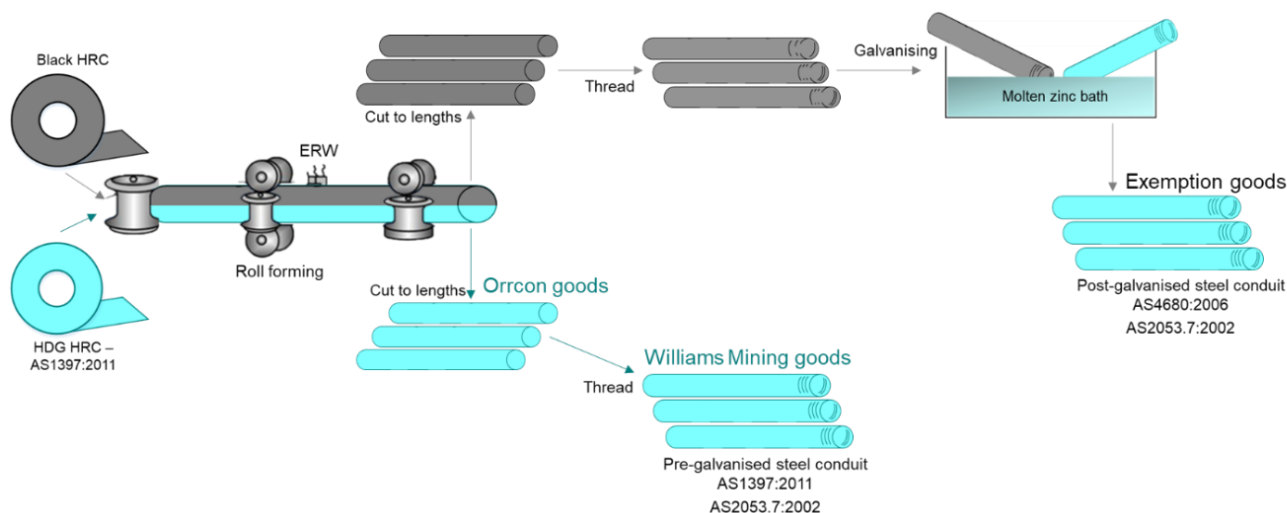 Black HRC
ERW
Roll forming
HDG HRC –
AS1397:2011
Cut to lengths
Thread
Galvanising
Molten zinc bath
Exemption goods
Post-galvanised steel conduit
AS4680:2006
AS2053.7:2002
Cut to lengths
Orrcon goods
Thread
Williams Mining goods
Pre-galvanised steel conduit
AS1397:2011
AS2053.7:2002